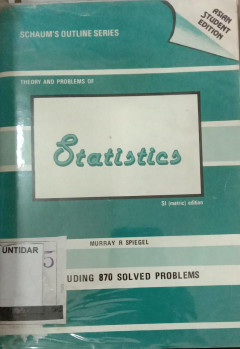 SCHAUM'S OUTLINE SERIES
ASIAN
STUDENT
EDITION
THEORY AND PROBLEMS OF
Statistics
SI (metric) edition
MURRAY R SPIEGEL
UNTIDAR
5
UDING 870 SOLVED PROBLEMS